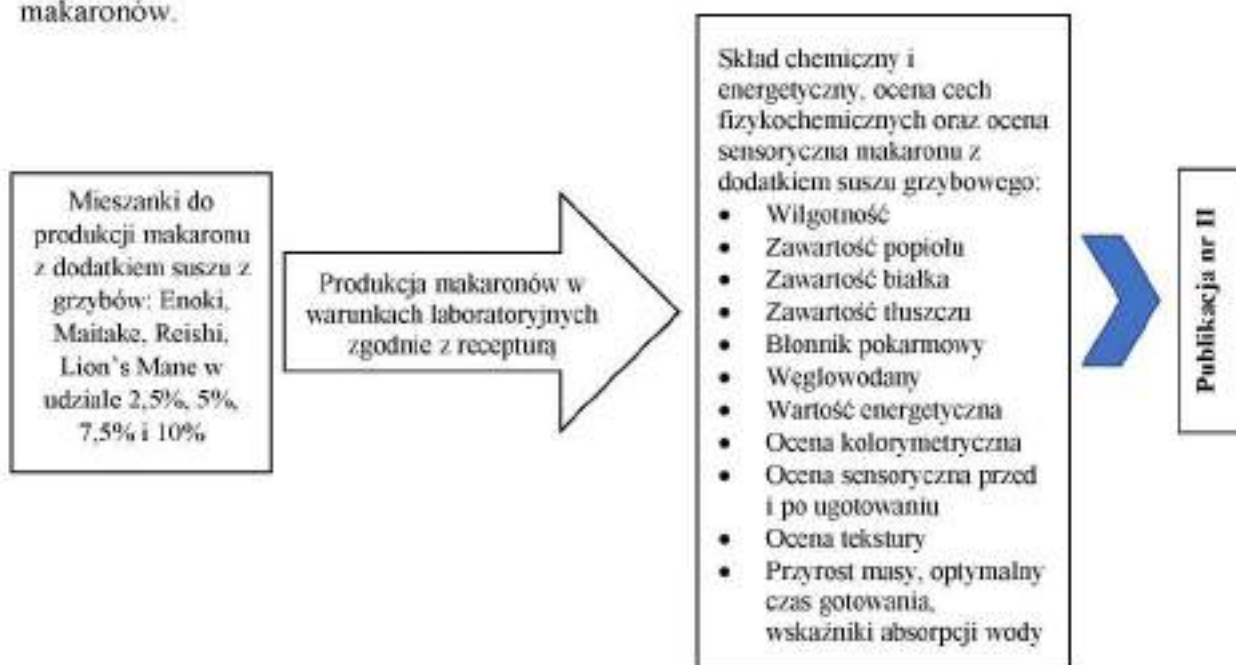 makaronów.
Mieszanki do
produkcji makaronu
z dodatkiem suszu z
grzybów: Enoki,
Maitake, Reishi,
Lion's Mane w
udziale 2,5%, 5%,
7,5% i 10%
Produkcja makaronów w
warunkach laboratoryjnych
zgodnie z recepturą
Skład chemiczny i
energetyczny, ocena cech
fizykochemicznych oraz ocena
sensoryczna makaronu z
dodatkiem suszu grzybowego:
• Wilgotność
• Zawartość popiołu
• Zawartość białka
• Zawartość tłuszczu
• Błonnik pokarmowy
• Węglowodany
• Wartość energetyczna
• Ocena kolorymetryczna
• Ocena sensoryczna przed
i po ugotowaniu
• Ocena tekstury
• Przyrost masy, optymalny
czas gotowania,
wskaźniki absorpcji wody
Publikacja nr II